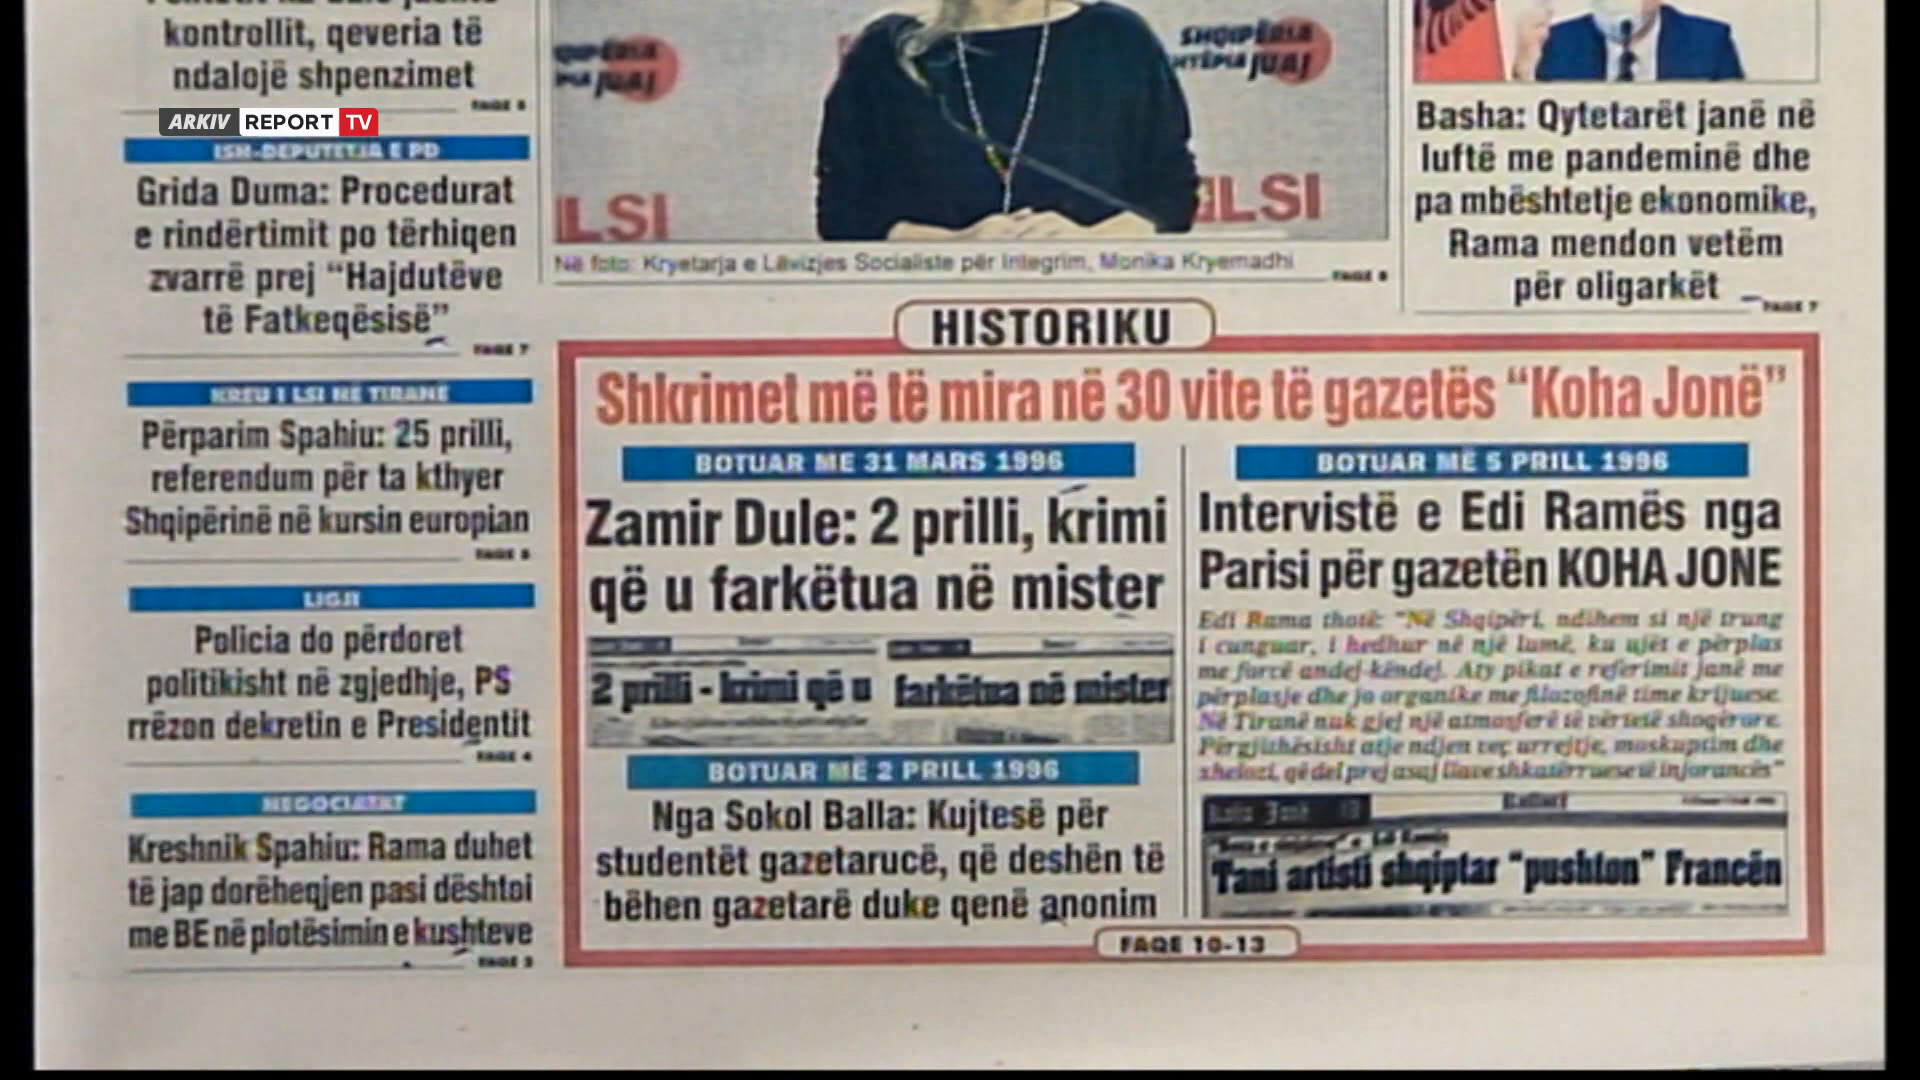 kontrollit, qeveria të
ndalojë shpenzimet
FAQE 8
ARKIV REPORT TV
ISH-DEPUTETJA E PD
Grida Duma: Procedurat
e rindërtimit po tërhiqen
zvarrë prej “Hajdutëve
të Fatkeqësisë”
FAQE 7
KREU I LSI NË TIRANË
Përparim Spahiu: 25 prilli,
referendum për ta kthyer
Shqipërinë në kursin europian
LIGJI
Policia do përdoret
politikisht në zgjedhje, PS
rrëzon dekretin e Presidentit
FAQE 4
NEGOCIATAT
Kreshnik Spahiu: Rama duhet
të jap dorëheqjen pasi dështoi
me BE në plotësimin e kushteve
JUAJ
SHQIPËRIA
SHTËPIA JUAJ
LSI
LSI
Në foto: Kryetarja e Lëvizjes Socialiste për Integrim, Monika Kryemadhi
Basha: Qytetarët janë në
luftë me pandeminë dhe
pa mbështetje ekonomike,
Rama mendon vetëm
për oligarkët
FAQE 7
HISTORIKU
Shkrimet më të mira në 30 vite të gazetës “Koha Jonë”
BOTUAR MË 31 MARS 1996
Zamir Dule: 2 prilli, krimi
që u farkëtua në mister
2 prilli - krimi që u farkëtua në mister
BOTUAR MË 2 PRILL 1996
Nga Sokol Balla: Kujtesë për
studentët gazetarucë, që deshën të
bëhen gazetarë duke qenë anonim
BOTUAR MË 5 PRILL 1996
Intervistë e Edi Ramës nga
Parisi për gazetën KOHA JONE
Edi Rama thotë: “Në Shqipëri, ndihem si një trung
i cunguar, i hedhur në një lumë, ku ujët e përplas
me forcë andej-këndej. Aty pikat e referimit janë me
përplasje dhe jo organike me filozofinë time krijuese.
Në Tiranë nuk gjej një atmosferë të vërtetë shoqërore.
Përgjithësisht atje ndjen veç urrejtje, moskuptim dhe
xhelozi, që del prej asaj llave shkatërruese të injorancës”
Tani artisti shqiptar “pushton” Francën
FAQE 10-13